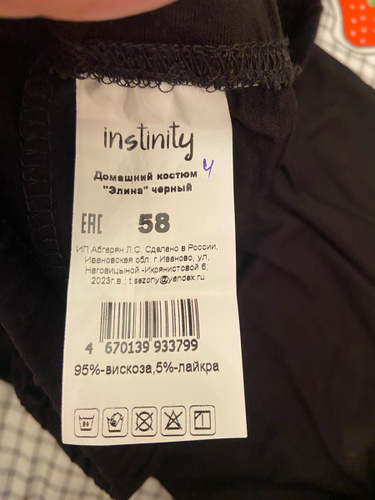 instinity
Домашний костюм
"Элина" черный
ч
EAC 58
ИП Абгарян Л.С. Сделано в России,
Ивановская обл. г.Иваново, ул.
Наговицыной -Икрянистовой 6;
2023г.в.; t.sezony@yandex.ru
4 670139 933799
95%-вискоза,5%-лайкра